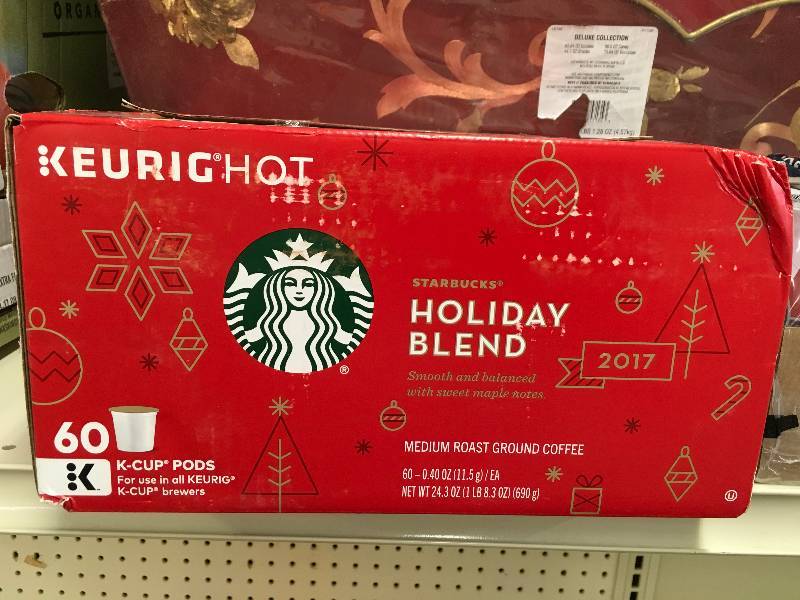 ORGAN
DELUXE COLLECTION
KEURIG® HOT
STARBUCKS®
HOLIDAY
BLEND
2017
Smooth and balanced
with sweet maple notes.
60
K
K-CUP® PODS
For use in all KEURIG®
K-CUP® brewers
MEDIUM ROAST GROUND COFFEE
60 – 0.40 OZ (11.5 g) / EA
NET WT 24.3 OZ (1 LB 8.3 OZ) (690 g)